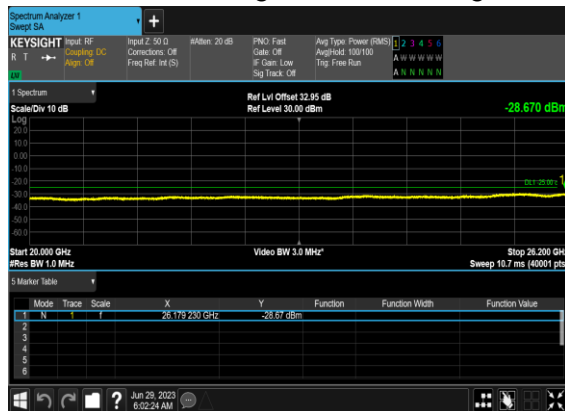 Spectrum Analyzer 1
Swept SA
+
KEYSIGHT Input: RF Input Z: 50 Ω #Atten: 20 dB PNO: Fast Avg Type: Power (RMS) 1 2 3 4 5 6
R T Coupling: DC Corrections: Off Gate: Off Avg|Hold: 100/100 A W W W W W
Align: Off Freq Ref: Int (S) IF Gain: Low Trig: Free Run
LW Sig Track: Off A N N N N N
1 Spectrum Ref Lvl Offset 32.95 dB
Scale/Div 10 dB Ref Level 30.00 dBm -28.670 dBm
Log
20.0
10.0
0.00
-10.0
-20.0 DL1 -25.00 1
-30.0
-40.0
-50.0
-60.0
Start 20.000 GHz Video BW 3.0 MHz* Stop 26.200 GH
#Res BW 1.0 MHz Sweep 10.7 ms (40001 pts
5 Marker Table
Mode Trace Scale X Y Function Function Width Function Value
1 N 1 f 26.179 230 GHz -28.67 dBm
2
3
4
5
6
? Jun 29, 2023
6:02:24 AM